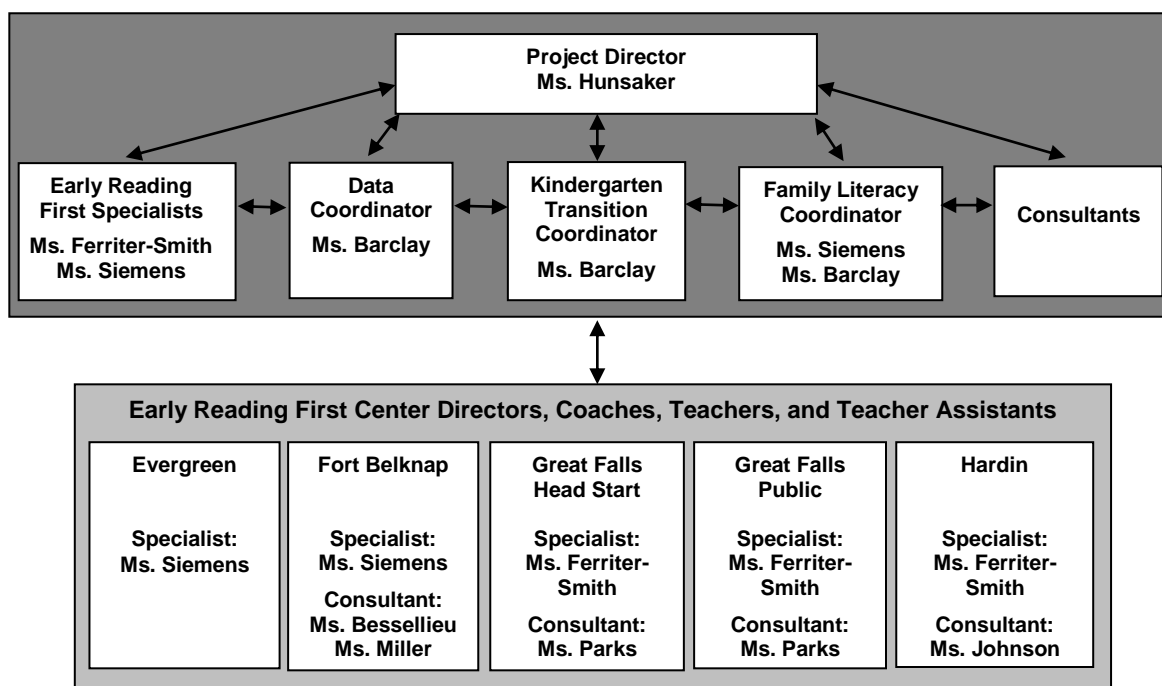 Project Director
Ms. Hunsaker
Early Reading
First Specialists
Ms. Ferriter-Smith
Ms. Siemens
Data
Coordinator
Ms. Barclay
Kindergarten
Transition
Coordinator
Ms. Barclay
Family Literacy
Coordinator
Ms. Siemens
Ms. Barclay
Consultants
Early Reading First Center Directors, Coaches, Teachers, and Teacher Assistants
Evergreen
Specialist:
Ms. Siemens
Fort Belknap
Specialist:
Ms. Siemens
Consultant:
Ms. Bessellieu
Ms. Miller
Great Falls
Head Start
Specialist:
Ms. Ferriter-
Smith
Consultant:
Ms. Parks
Great Falls
Public
Specialist:
Ms. Ferriter-
Smith
Consultant:
Ms. Parks
Hardin
Specialist:
Ms. Ferriter-
Smith
Consultant:
Ms. Johnson